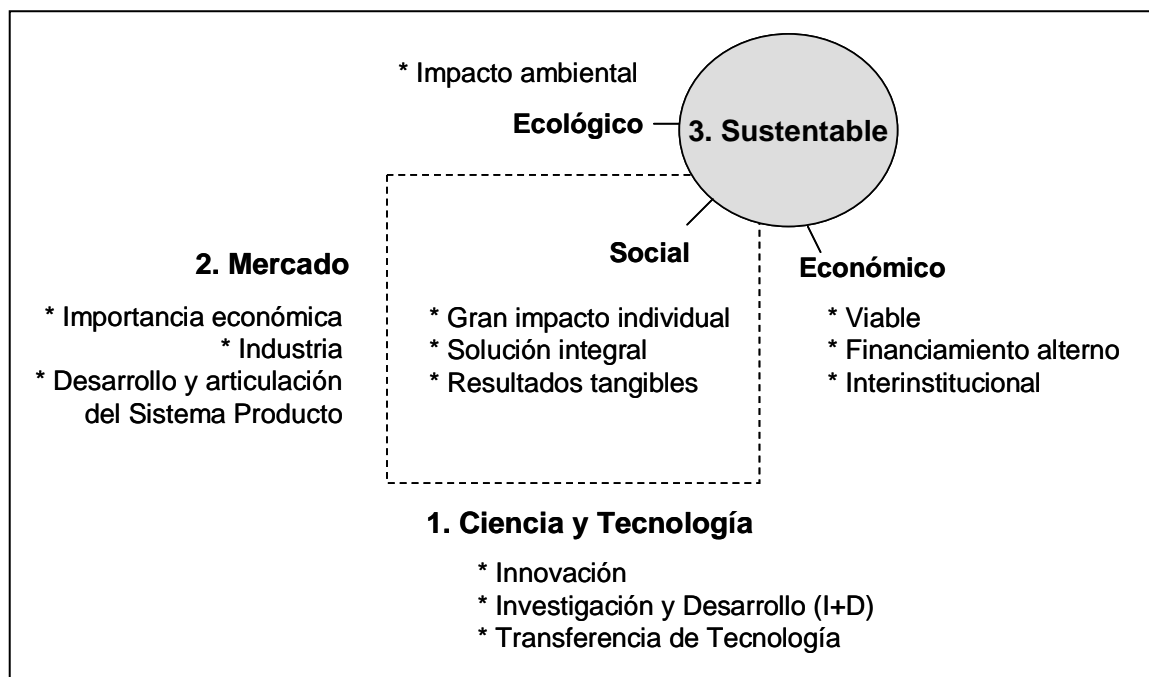 * Impacto ambiental
Ecológico
3. Sustentable
Social
Económico
2. Mercado
* Importancia económica
* Industria
* Desarrollo y articulación
del Sistema Producto
* Gran impacto individual
* Solución integral
* Resultados tangibles
* Viable
* Financiamiento alterno
* Interinstitucional
1. Ciencia y Tecnología
* Innovación
* Investigación y Desarrollo (I+D)
* Transferencia de Tecnología